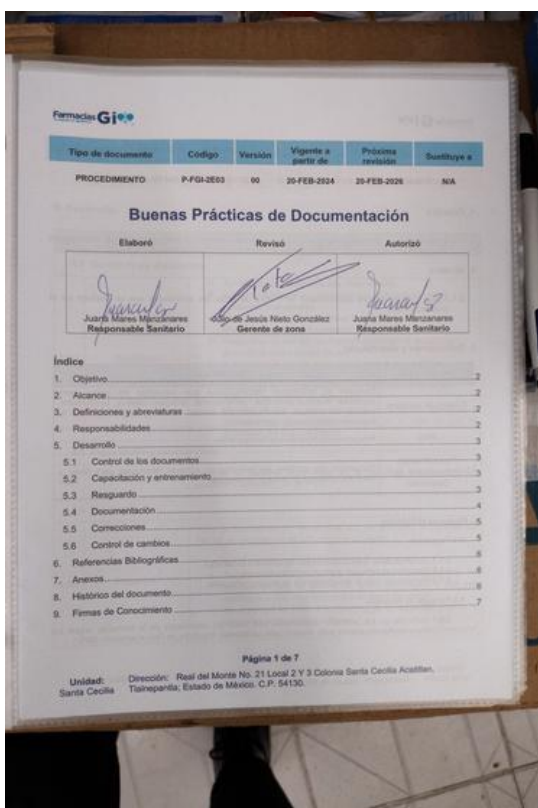 Farmacias Gi
Tipo de documento Código Versión Vigente a partir de Próxima revisión Sustituye a
PROCEDIMIENTO P-FGI-2E03 00 20-FEB-2024 20-FEB-2026 N/A
Buenas Prácticas de Documentación
Elaboró Revisó Autorizó
Juana Mares Manzanares de Jesús Nieto González Juana Mares Manzanares
Responsable Sanitario Gerente de zona Responsable Sanitario
Índice
1. Objetivo 2
2. Alcance 2
3. Definiciones y abreviaturas 2
4. Responsabilidades 2
5. Desarrollo 3
5.1 Control de los documentos 3
5.2 Capacitación y entrenamiento 3
5.3 Resguardo 3
5.4 Documentación 4
5.5 Correcciones 5
5.6 Control de cambios 5
6. Referencias Bibliográficas 6
7. Anexos 6
8. Histórico del documento 6
9. Firmas de Conocimiento 7
Página 1 de 7
Unidad: Dirección: Real del Monte No. 21 Local 2 Y 3 Colonia Santa Cecilia Acatitlan,
Santa Cecilia Tlalnepantla; Estado de México. C.P. 54130.